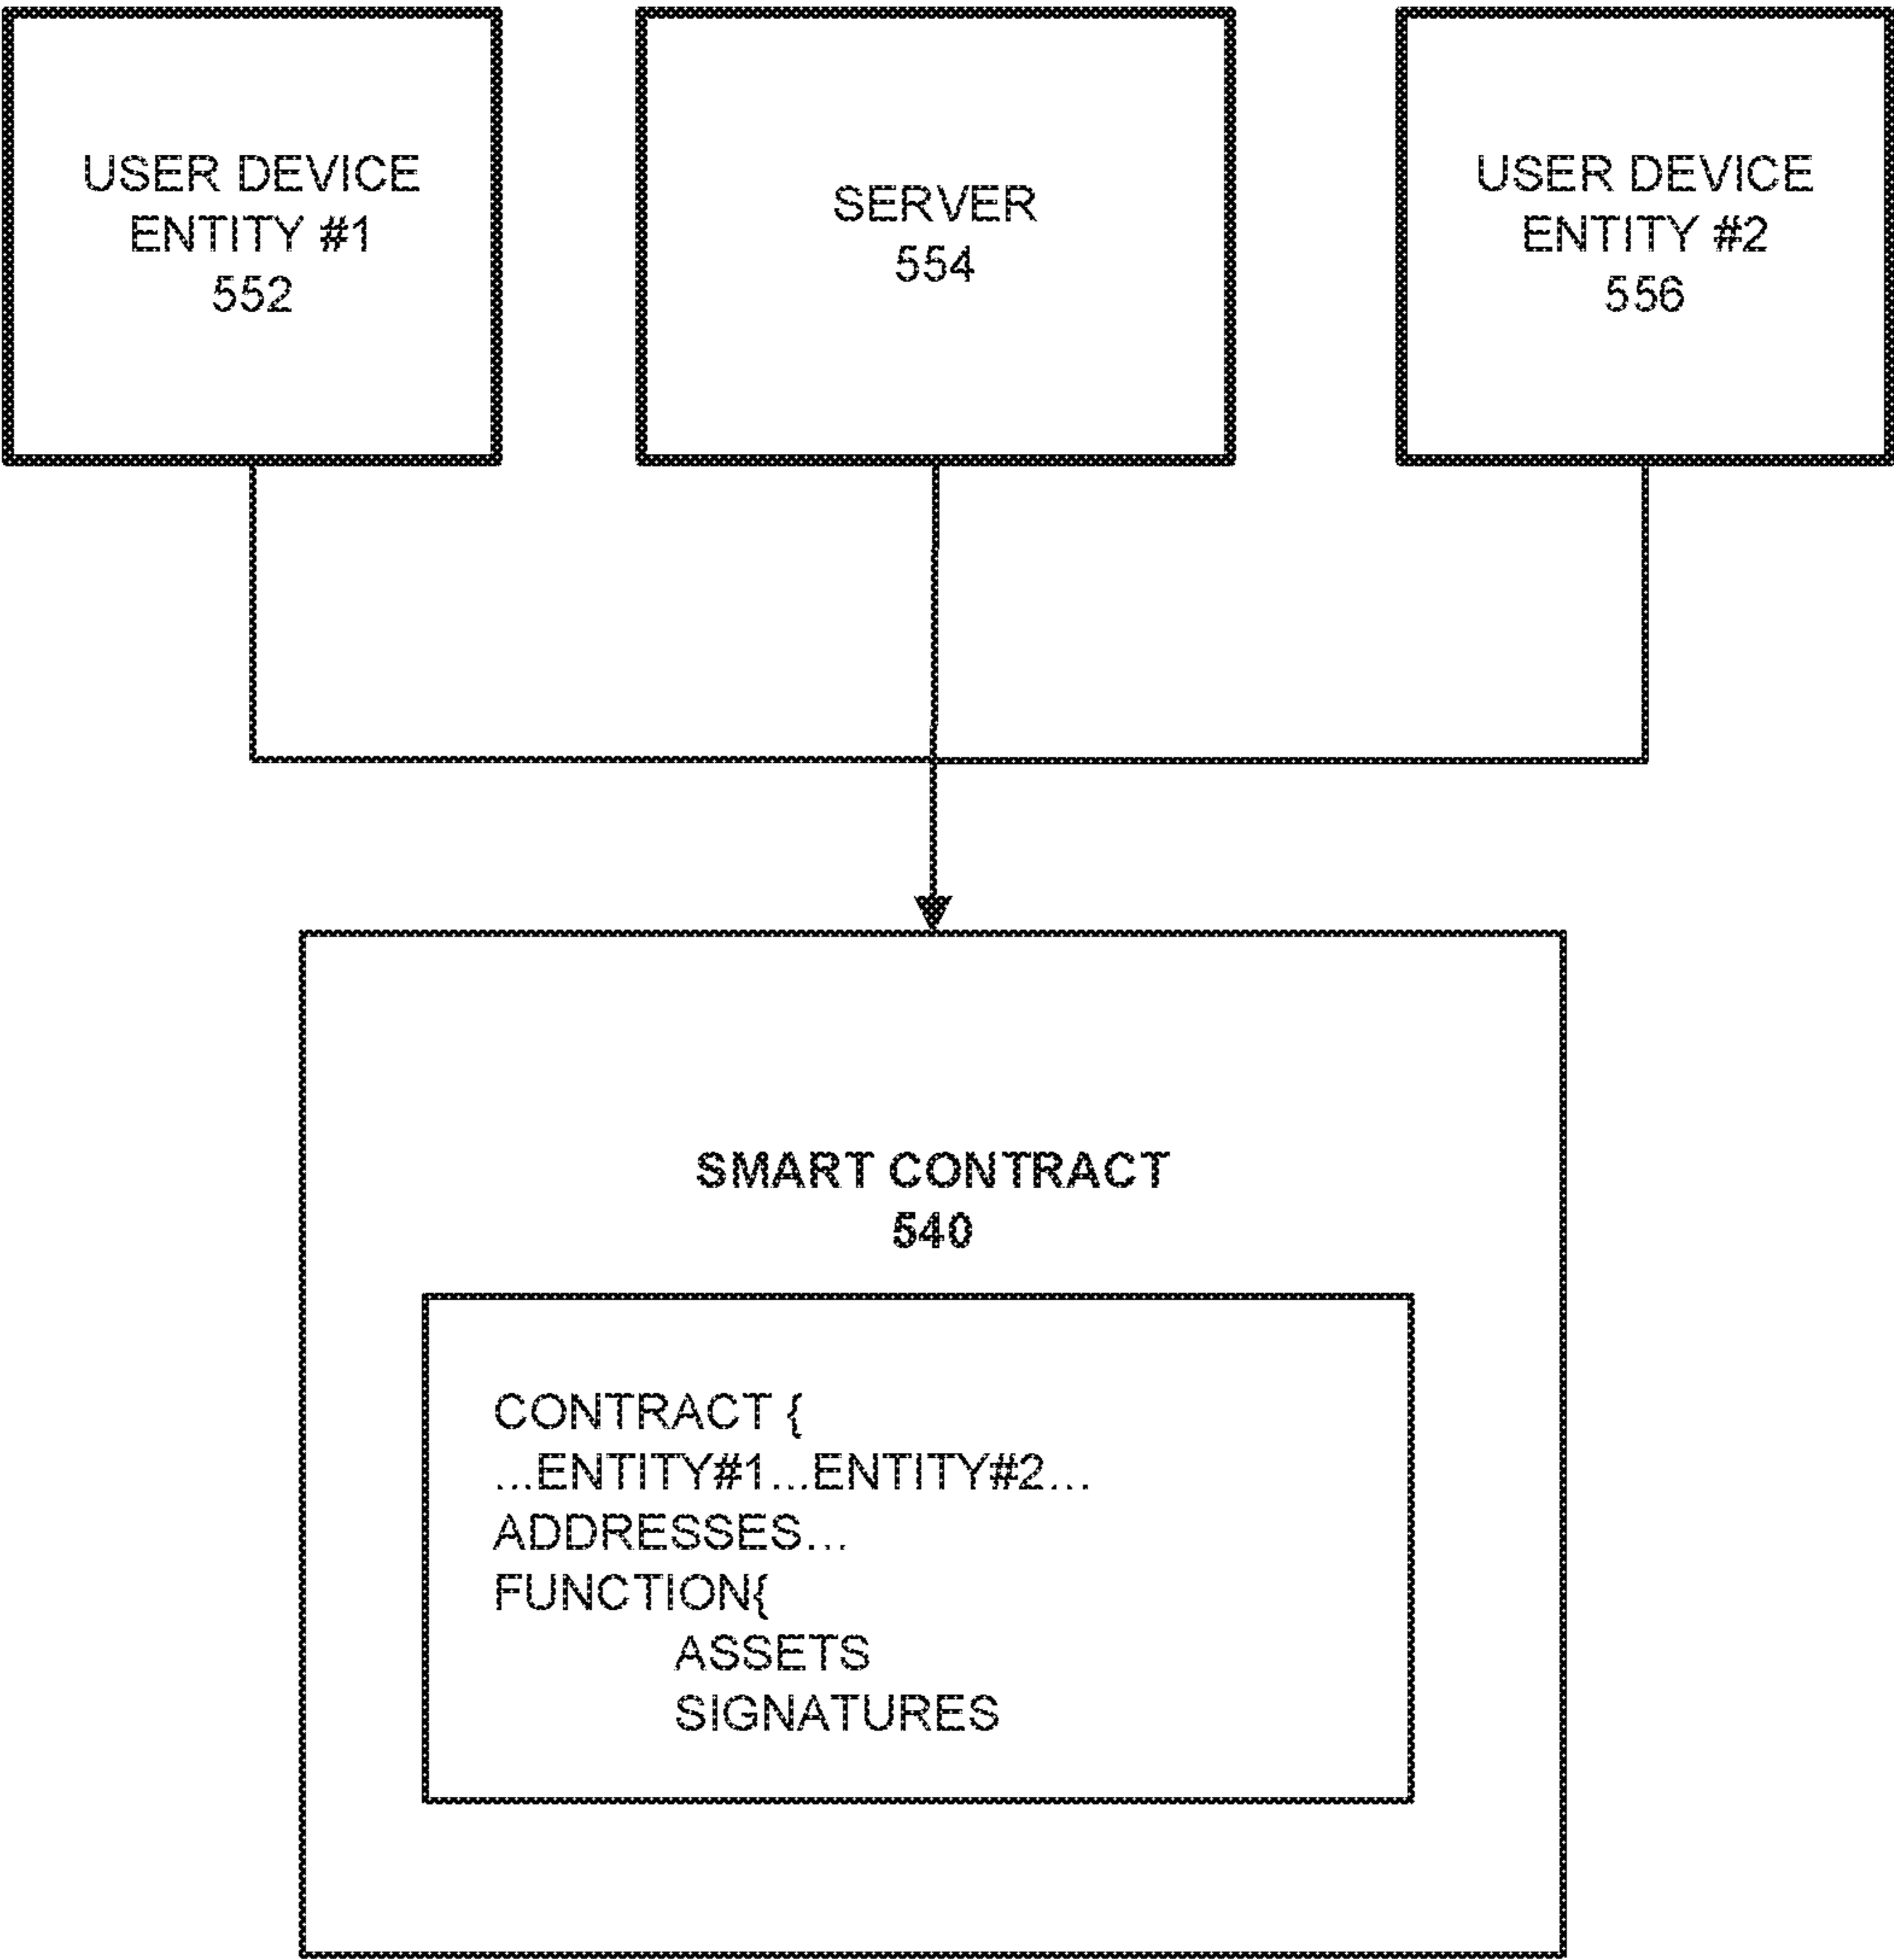 USER DEVICE
ENTITY #1
552
SERVER
554
USER DEVICE
ENTITY #2
556
SMART CONTRACT
540
CONTRACT {
...ENTITY#1...ENTITY#2...
ADDRESSES...
FUNCTION{
ASSETS
SIGNATURES